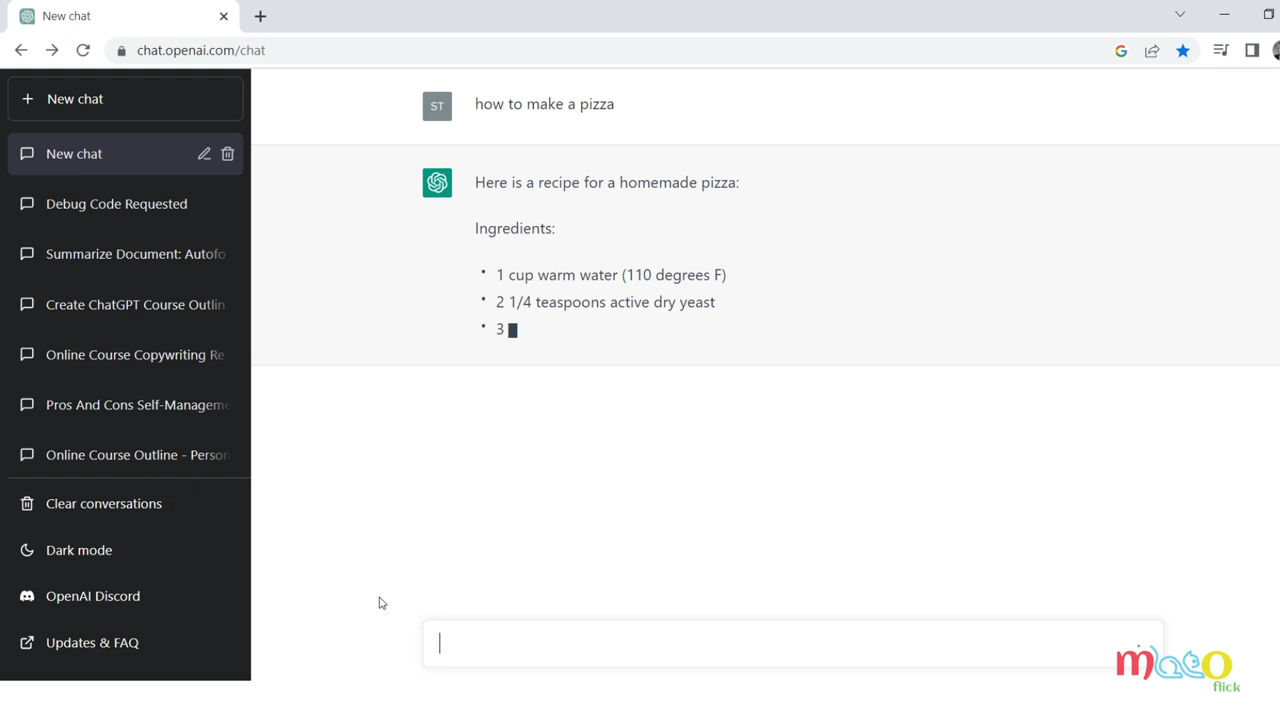 New chat
chat.openai.com/chat
New chat
New chat
Debug Code Requested
Summarize Document: Autofo
Create ChatGPT Course Outlin
Online Course Copywriting Re
Pros And Cons Self-Manageme
Online Course Outline - Person
Clear conversations
Dark mode
OpenAI Discord
Updates & FAQ
ST
how to make a pizza
Here is a recipe for a homemade pizza:
Ingredients:
• 1 cup warm water (110 degrees F)
• 2 1/4 teaspoons active dry yeast
• 3
flick